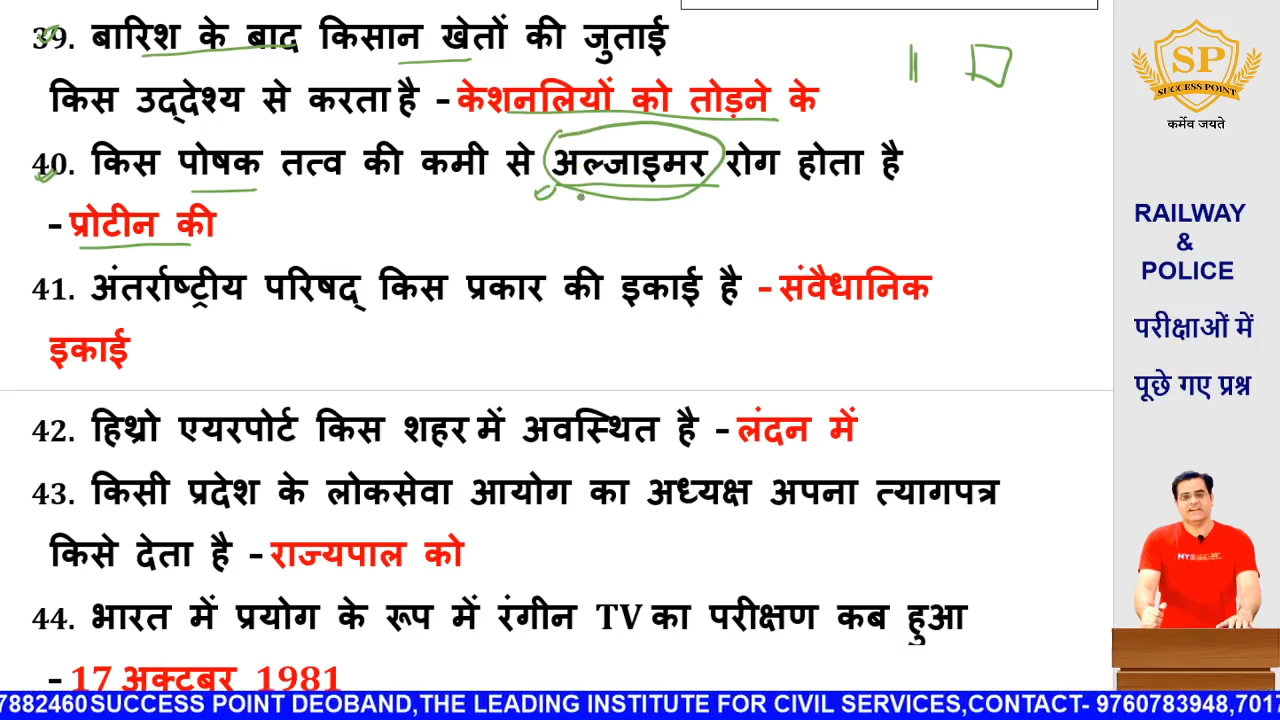 39. बारिश के बाद किसान खेतों की जुताई
किस उद्देश्य से करता है - केशनलियों को तोड़ने के
40. किस पोषक तत्व की कमी से अल्जाइमर रोग होता है
- प्रोटीन की
41. अंतर्राष्ट्रीय परिषद् किस प्रकार की इकाई है - संवैधानिक
इकाई
42. हिथ्रो एयरपोर्ट किस शहर में अवस्थित है - लंदन में
43. किसी प्रदेश के लोकसेवा आयोग का अध्यक्ष अपना त्यागपत्र
किसे देता है - राज्यपाल को
44. भारत में प्रयोग के रूप में रंगीन TV का परीक्षण कब हुआ
- 17 अक्टूबर 1981
SP
SUCCESS POINT
कर्मेव जयते
RAILWAY
&
POLICE
परीक्षाओं में
पूछे गए प्रश्न
7882460 SUCCESS POINT DEOBAND,THE LEADING INSTITUTE FOR CIVIL SERVICES,CONTACT- 9760783948,701